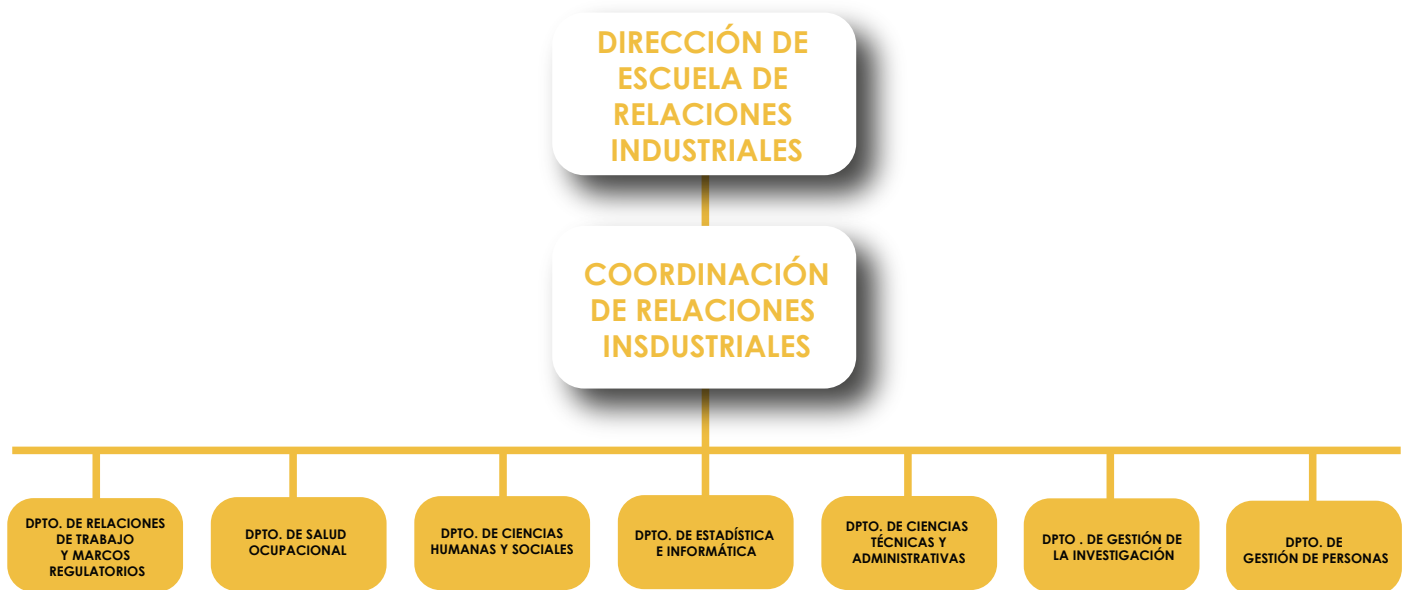 DIRECCIÓN DE
ESCUELA DE
RELACIONES
INDUSTRIALES
COORDINACIÓN
DE RELACIONES
INSDUSTRIALES
DPTO. DE RELACIONES
DE TRABAJO
Y MARCOS
REGULATORIOS
DPTO. DE SALUD
OCUPACIONAL
DPTO. DE CIENCIAS
HUMANAS Y SOCIALES
DPTO. DE ESTADÍSTICA
E INFORMÁTICA
DPTO. DE CIENCIAS
TÉCNICAS Y
ADMINISTRATIVAS
DPTO . DE GESTIÓN DE
LA INVESTIGACIÓN
DPTO. DE
GESTIÓN DE PERSONAS